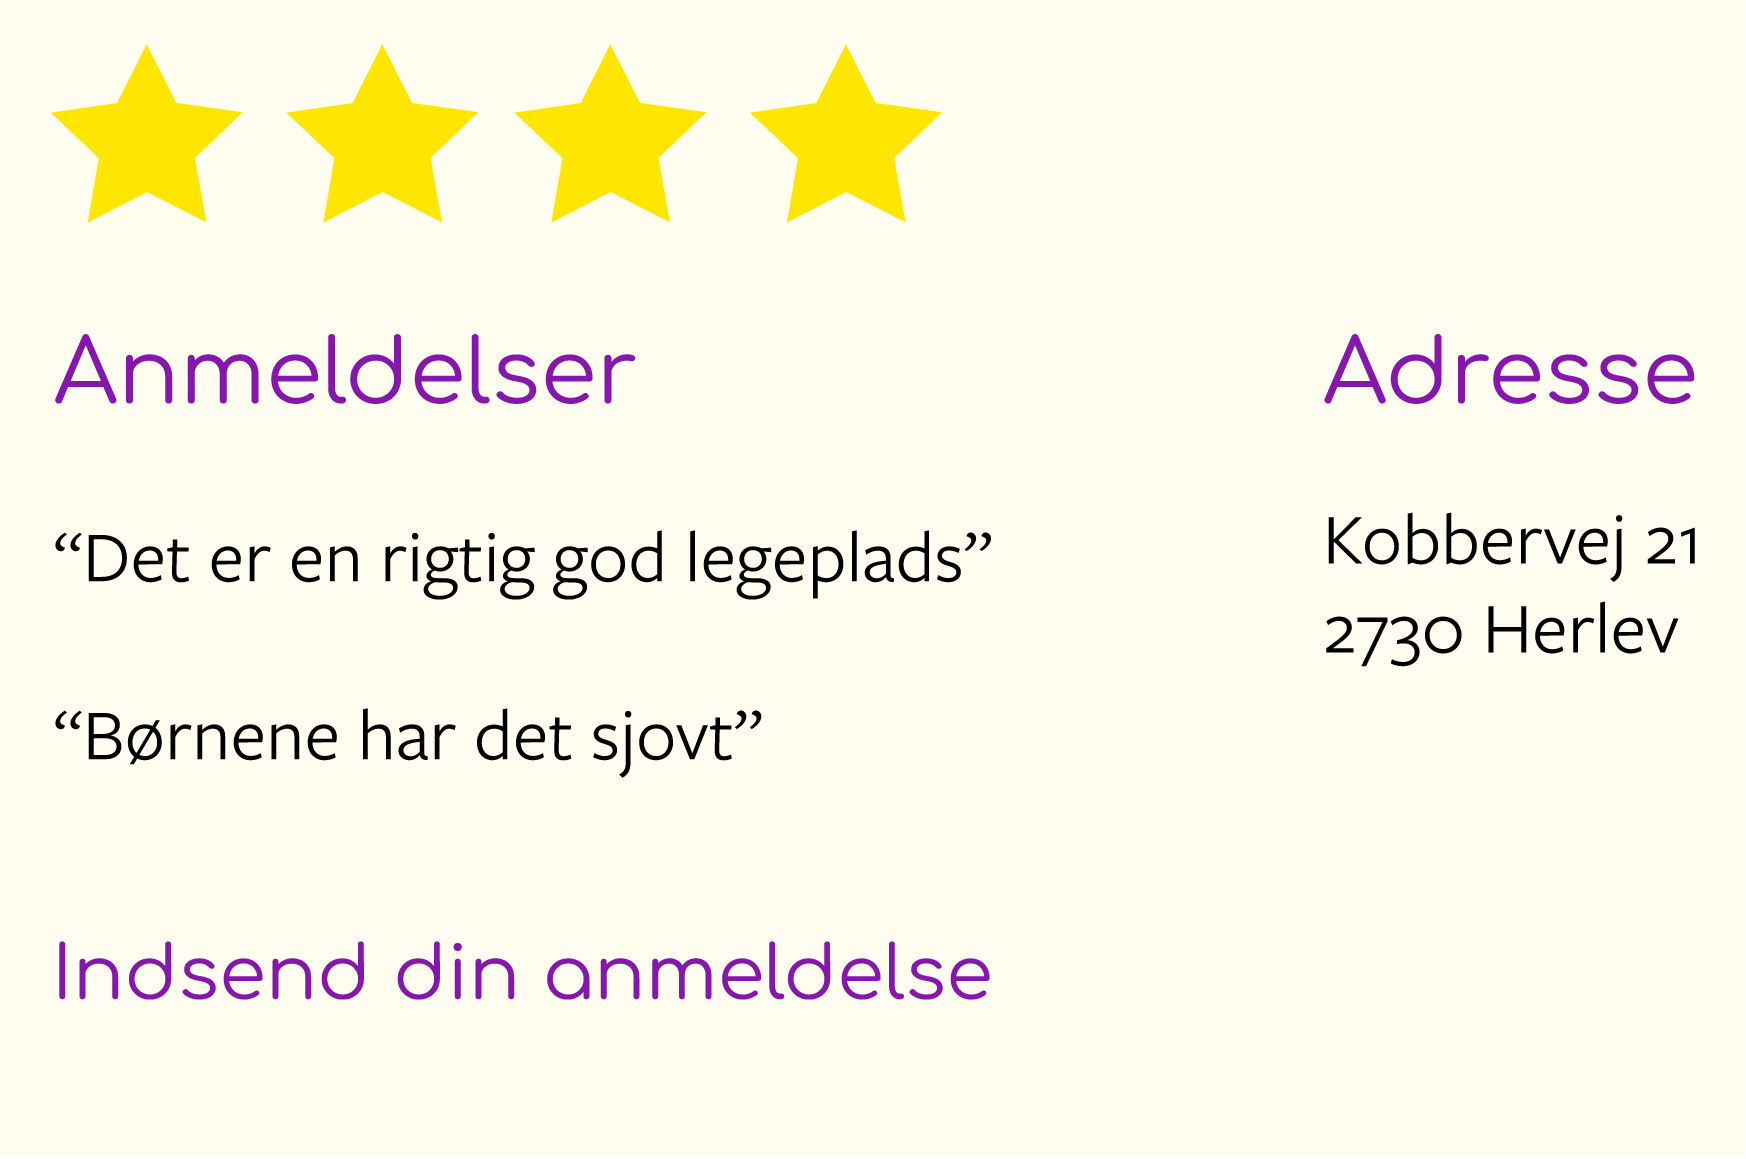 Anmeldelser
“Det er en rigtig god legeplads”
“Børnene har det sjovt”
Indsend din anmeldelse
Adresse
Kobbervej 21
2730 Herlev